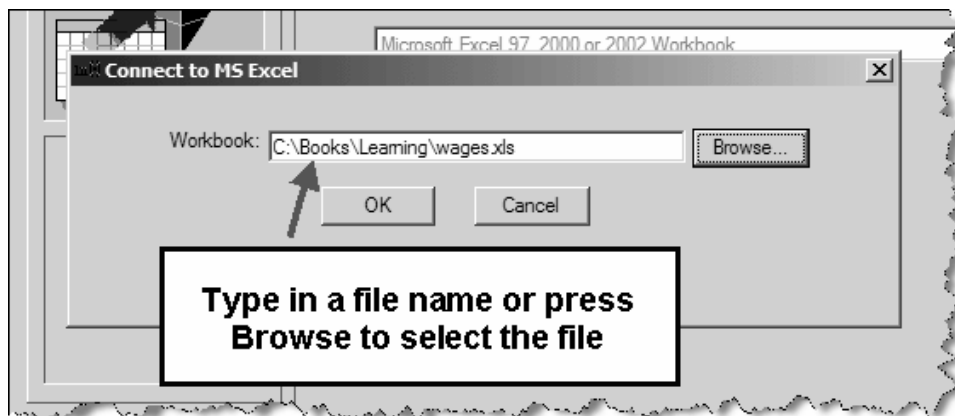 Microsoft Excel 97, 2000 or 2002 Workbook
Connect to MS Excel
Workbook: C:\Books\Learning\wages.xls Browse...
OK Cancel
Type in a file name or press
Browse to select the file